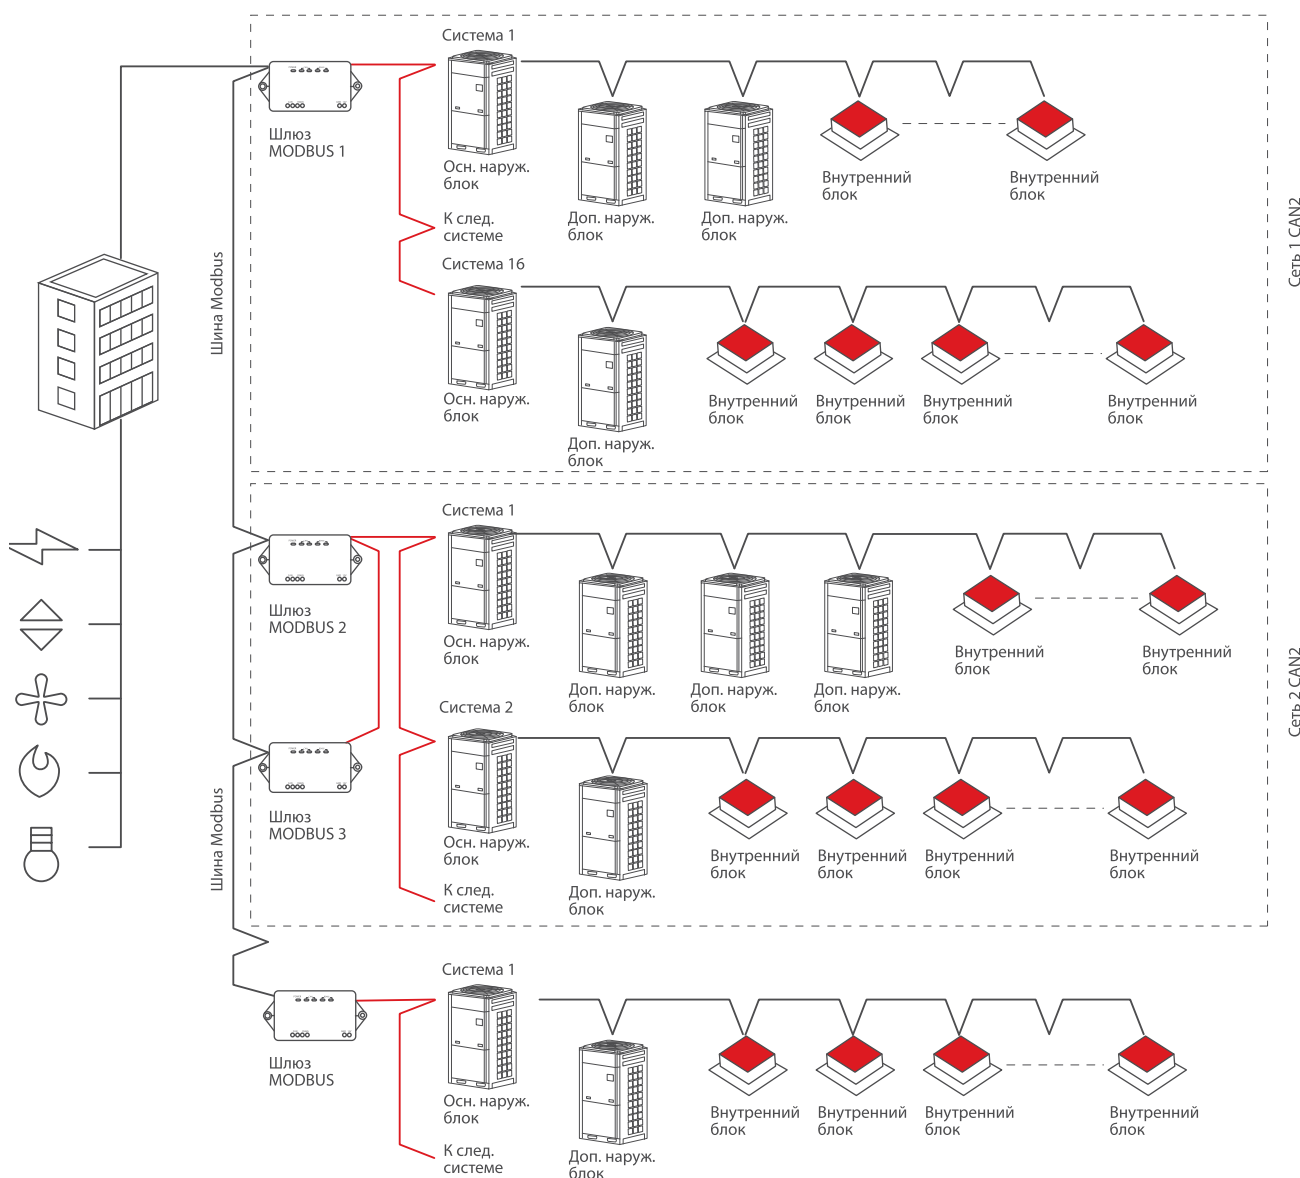 Система 1
Шлюз
MODBUS 1
Осн. наруж.
блок
Доп. наруж.
блок
Доп. наруж.
блок
Внутренний
блок
Внутренний
блок
К след.
системе
Система 16
Осн. наруж.
блок
Доп. наруж.
блок
Внутренний
блок
Внутренний
блок
Внутренний
блок
Внутренний
блок
Сеть 1 CAN2
Шина Modbus
Система 1
Шлюз
MODBUS 2
Осн. наруж.
блок
Доп. наруж.
блок
Доп. наруж.
блок
Доп. наруж.
блок
Внутренний
блок
Внутренний
блок
Сеть 2 CAN2
Система 2
Шлюз
MODBUS 3
Осн. наруж.
блок
Доп. наруж.
блок
Внутренний
блок
Внутренний
блок
Внутренний
блок
Внутренний
блок
К след.
системе
Шина Modbus
Система 1
Шлюз
MODBUS
Осн. наруж.
блок
Доп. наруж.
блок
Внутренний
блок
Внутренний
блок
Внутренний
блок
Внутренний
блок
К след.
системе